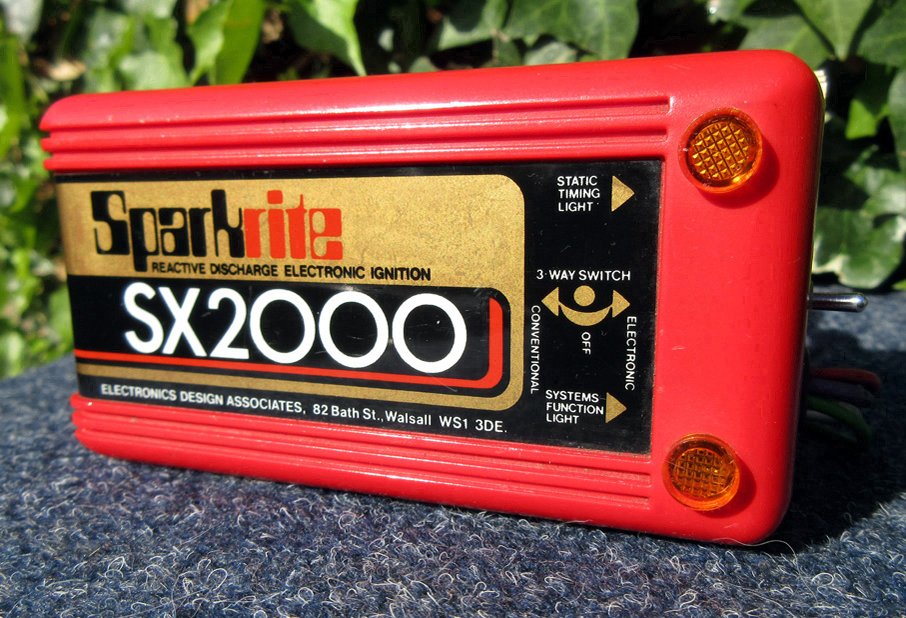 Sparkrite
REACTIVE DISCHARGE ELECTRONIC IGNITION
SX2000
ELECTRONICS DESIGN ASSOCIATES, 82 Bath St., Walsall WS1 3DE.
STATIC
TIMING
LIGHT
3·WAY SWITCH
CONVENTIONAL
OFF
ELECTRONIC
SYSTEMS
FUNCTION
LIGHT